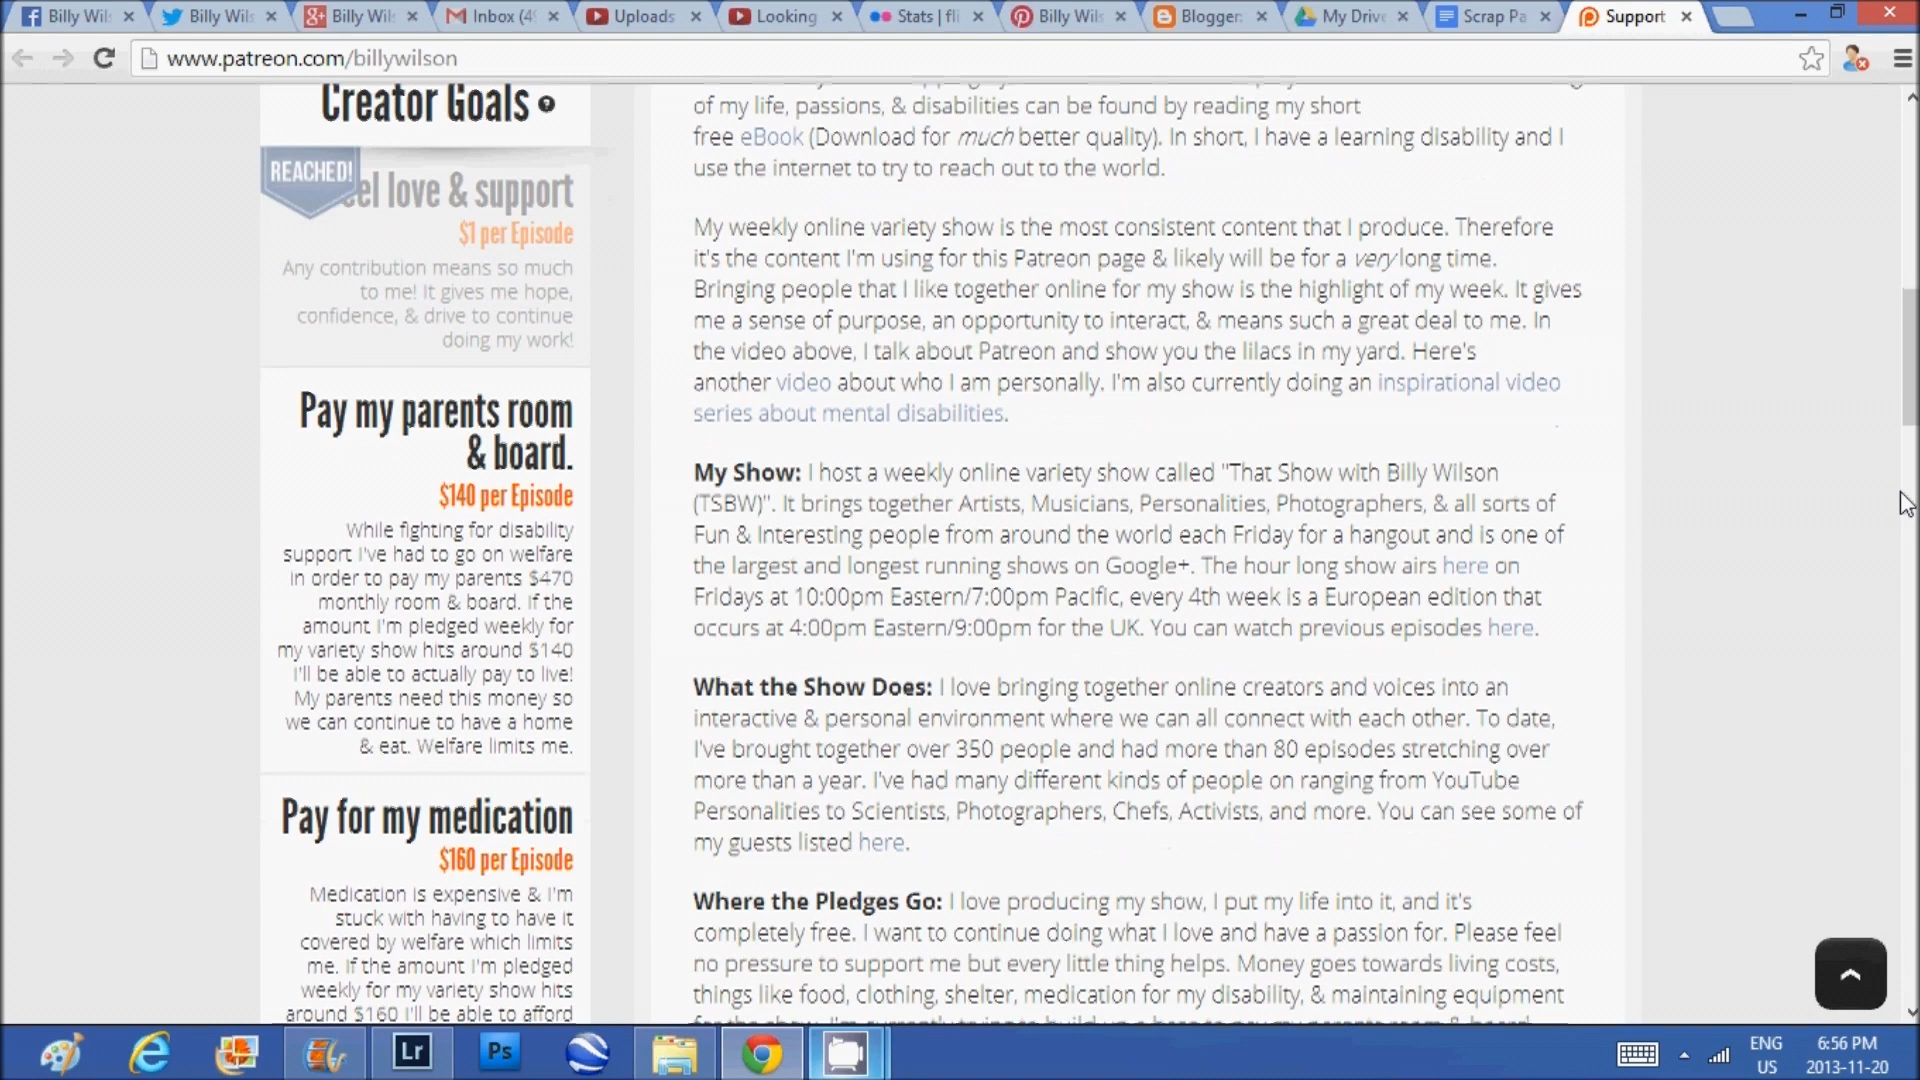 Billy Wils
Billy Wils
Billy Wils
Inbox (49
Uploads
Looking
Stats | fli
Billy Wils
Blogger:
My Drive
Scrap Pa
Support
www.patreon.com/billywilson
Creator Goals
REACHED!
el love & support
$1 per Episode
Any contribution means so much
to me! It gives me hope,
confidence, & drive to continue
doing my work!
Pay my parents room
& board.
$140 per Episode
While fighting for disability
support I've had to go on welfare
in order to pay my parents $470
monthly room & board. If the
amount I'm pledged weekly for
my variety show hits around $140
I'll be able to actually pay to live!
My parents need this money so
we can continue to have a home
& eat. Welfare limits me.
Pay for my medication
$160 per Episode
Medication is expensive & I'm
stuck with having to have it
covered by welfare which limits
me. If the amount I'm pledged
weekly for my variety show hits
around $160 I'll be able to afford
of my life, passions, & disabilities can be found by reading my short
free eBook (Download for much better quality). In short, I have a learning disability and I
use the internet to try to reach out to the world.
My weekly online variety show is the most consistent content that I produce. Therefore
it's the content I'm using for this Patreon page & likely will be for a very long time.
Bringing people that I like together online for my show is the highlight of my week. It gives
me a sense of purpose, an opportunity to interact, & means such a great deal to me. In
the video above, I talk about Patreon and show you the lilacs in my yard. Here's
another video about who I am personally. I'm also currently doing an inspirational video
series about mental disabilities.
My Show: I host a weekly online variety show called "That Show with Billy Wilson
(TSBW)". It brings together Artists, Musicians, Personalities, Photographers, & all sorts of
Fun & Interesting people from around the world each Friday for a hangout and is one of
the largest and longest running shows on Google+. The hour long show airs here on
Fridays at 10:00pm Eastern/7:00pm Pacific, every 4th week is a European edition that
occurs at 4:00pm Eastern/9:00pm for the UK. You can watch previous episodes here.
What the Show Does: I love bringing together online creators and voices into an
interactive & personal environment where we can all connect with each other. To date,
I've brought together over 350 people and had more than 80 episodes stretching over
more than a year. I've had many different kinds of people on ranging from YouTube
Personalities to Scientists, Photographers, Chefs, Activists, and more. You can see some of
my guests listed here.
Where the Pledges Go: I love producing my show, I put my life into it, and it's
completely free. I want to continue doing what I love and have a passion for. Please feel
no pressure to support me but every little thing helps. Money goes towards living costs,
things like food, clothing, shelter, medication for my disability, & maintaining equipment
Lr
Ps
ENG
US
6:56 PM
2013-11-20